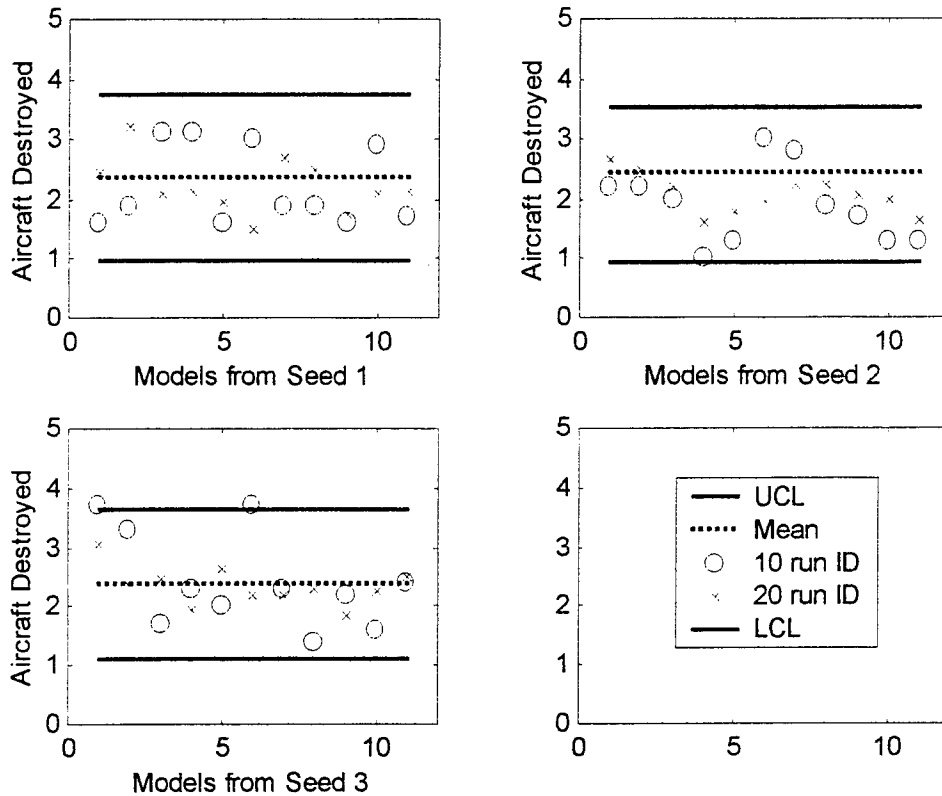 5
4
3
2
1
0
Aircraft Destroyed
0 5 10
Models from Seed 1
5
4
3
2
1
0
Aircraft Destroyed
0 5 10
Models from Seed 2
5
4
3
2
1
0
Aircraft Destroyed
0 5 10
Models from Seed 3
5
4
3
2
1
0
UCL
Mean
10 run ID
20 run ID
LCL
0 5 10